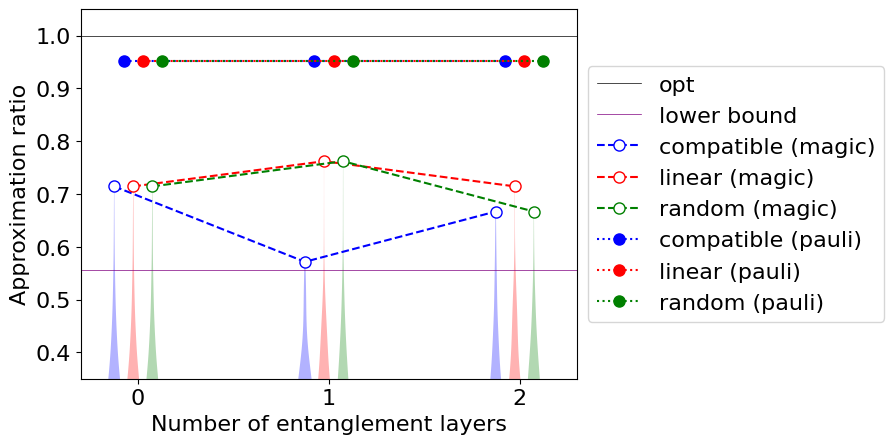 Approximation ratio
1.0
0.9
0.8
0.7
0.6
0.5
0.4
0 1 2
Number of entanglement layers
opt
lower bound
compatible (magic)
linear (magic)
random (magic)
compatible (pauli)
linear (pauli)
random (pauli)